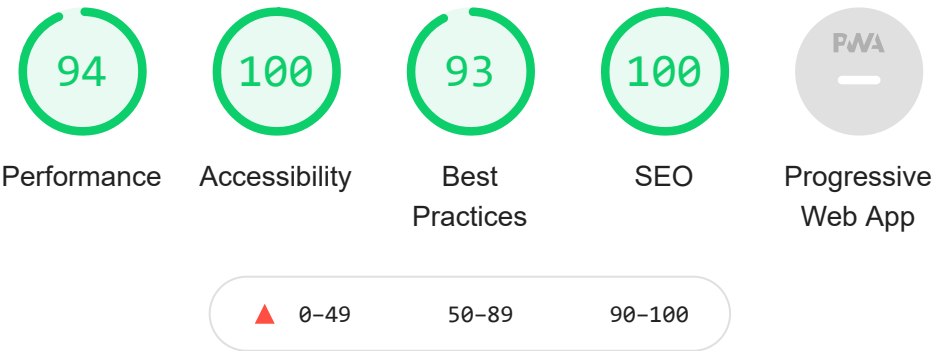 94
100
93
100
PWA
Performance
Accessibility
Best
Practices
SEO
Progressive
Web App
0–49
50–89
90–100